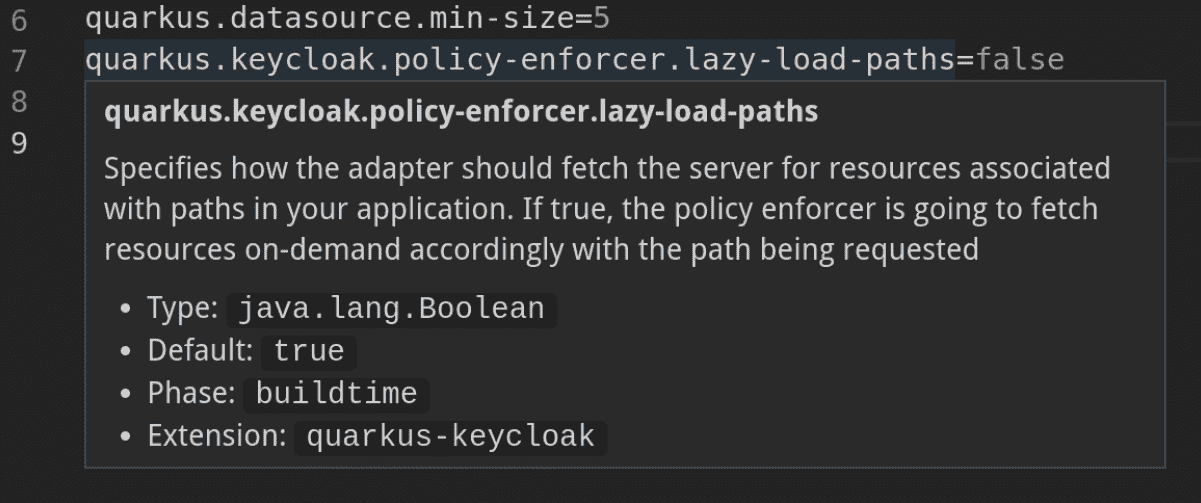 6 quarkus.datasource.min-size=5
7 quarkus.keycloak.policy-enforcer.lazy-load-paths=false
8
9
quarkus.keycloak.policy-enforcer.lazy-load-paths
Specifies how the adapter should fetch the server for resources associated
with paths in your application. If true, the policy enforcer is going to fetch
resources on-demand accordingly with the path being requested
• Type: java.lang.Boolean
• Default: true
• Phase: buildtime
• Extension: quarkus-keycloak